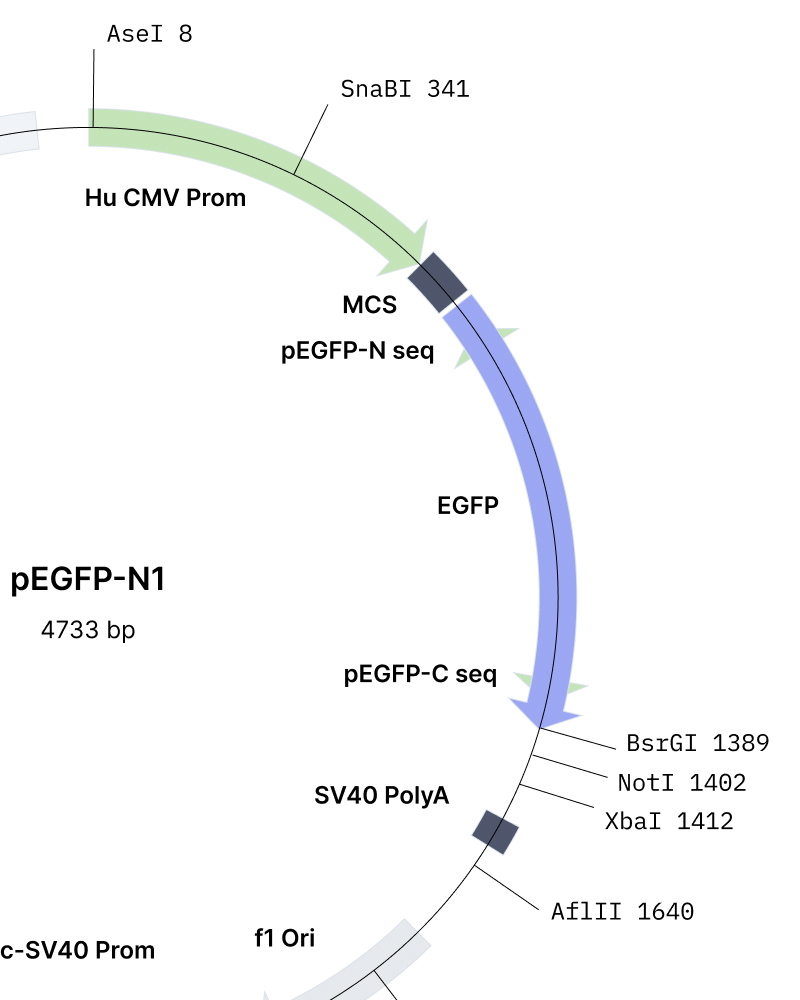 AseI 8
SnaBI 341
Hu CMV Prom
MCS
pEGFP-N seq
EGFP
pEGFP-N1
4733 bp
pEGFP-C seq
BsrGI 1389
NotI 1402
SV40 PolyA
XbaI 1412
AflII 1640
f1 Ori
c-SV40 Prom